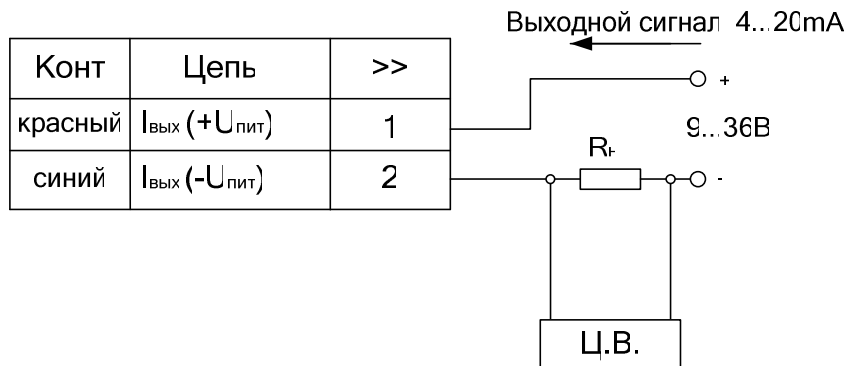 Выходной сигнал 4...20mA
Конт Цепь >>
красный Iвых (+Uпит) 1
синий Iвых (-Uпит) 2
+
9...36В
Rн
-
Ц.В.